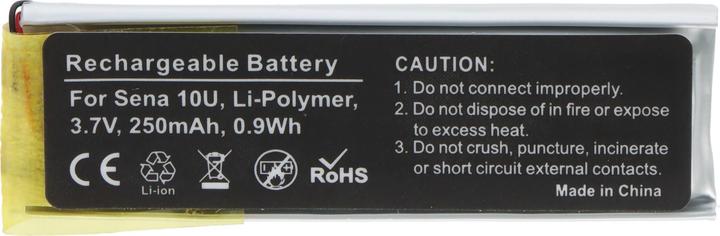 Rechargeable Battery
For Sena 10U, Li-Polymer,
3.7V, 250mAh, 0.9Wh
CE
Li-ion
RoHS
CAUTION:
1. Do not connect improperly.
2. Do not dispose of in fire or expose
to excess heat.
3. Do not crush, puncture, incinerate
or short circuit external contacts.
Made in China